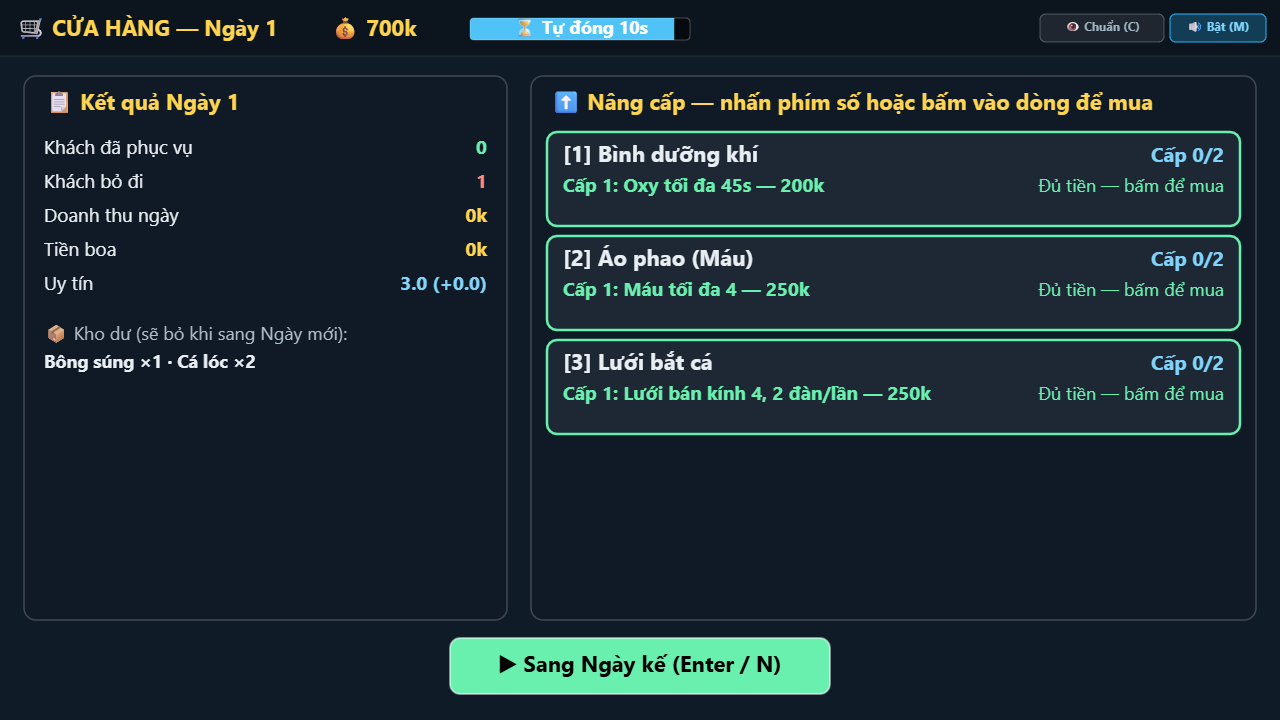 CỬA HÀNG — Ngày 1
700k
Tự đóng 10s
Chuẩn (C)
Bật (M)
Kết quả Ngày 1
Khách đã phục vụ 0
Khách bỏ đi 1
Doanh thu ngày 0k
Tiền boa 0k
Uy tín 3.0 (+0.0)
Kho dư (sẽ bỏ khi sang Ngày mới):
Bông súng ×1 · Cá lóc ×2
Nâng cấp — nhấn phím số hoặc bấm vào dòng để mua
[1] Bình dưỡng khí Cấp 0/2
Cấp 1: Oxy tối đa 45s — 200k Đủ tiền — bấm để mua
[2] Áo phao (Máu) Cấp 0/2
Cấp 1: Máu tối đa 4 — 250k Đủ tiền — bấm để mua
[3] Lưới bắt cá Cấp 0/2
Cấp 1: Lưới bán kính 4, 2 đàn/lần — 250k Đủ tiền — bấm để mua
▶ Sang Ngày kế (Enter / N)